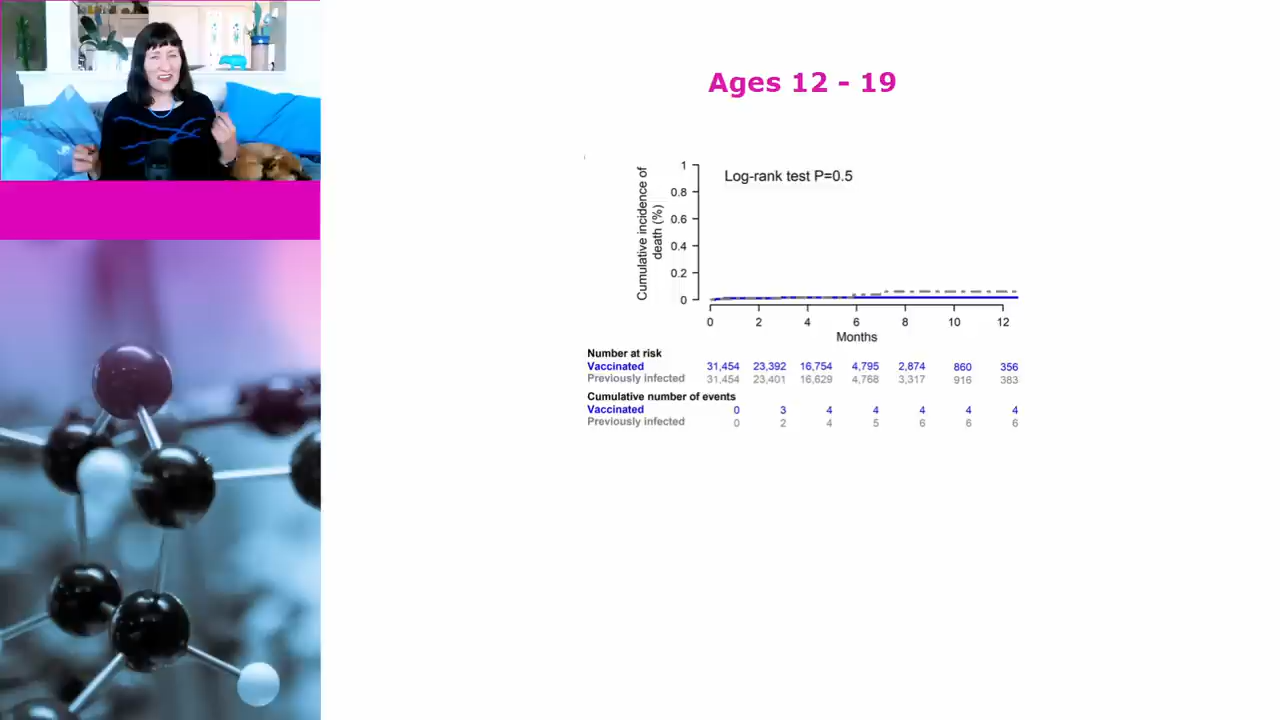 Ages 12 - 19
Log-rank test P=0.5
Cumulative incidence of
death (%)
1
0.8
0.6
0.4
0.2
0
0 2 4 6 8 10 12
Months
Number at risk
Vaccinated 31,454 23,392 16,754 4,795 2,874 860 356
Previously infected 31,454 23,401 16,629 4,768 3,317 916 383
Cumulative number of events
Vaccinated 0 3 4 4 4 4 4
Previously infected 0 2 4 5 6 6 6